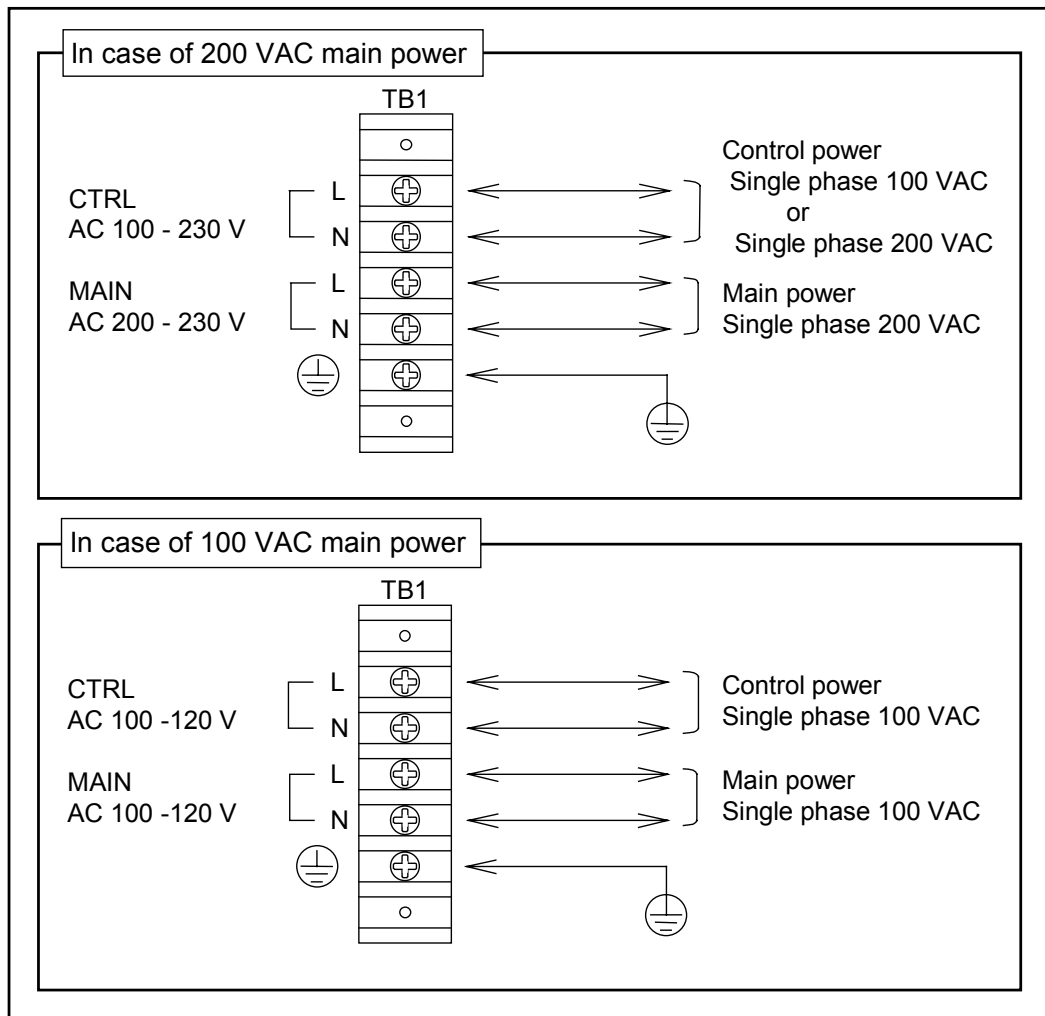 In case of 200 VAC main power
TB1
CTRL
AC 100 - 230 V
L
N
Control power
Single phase 100 VAC
or
Single phase 200 VAC
MAIN
AC 200 - 230 V
L
N
Main power
Single phase 200 VAC
In case of 100 VAC main power
TB1
CTRL
AC 100 -120 V
L
N
Control power
Single phase 100 VAC
MAIN
AC 100 -120 V
L
N
Main power
Single phase 100 VAC